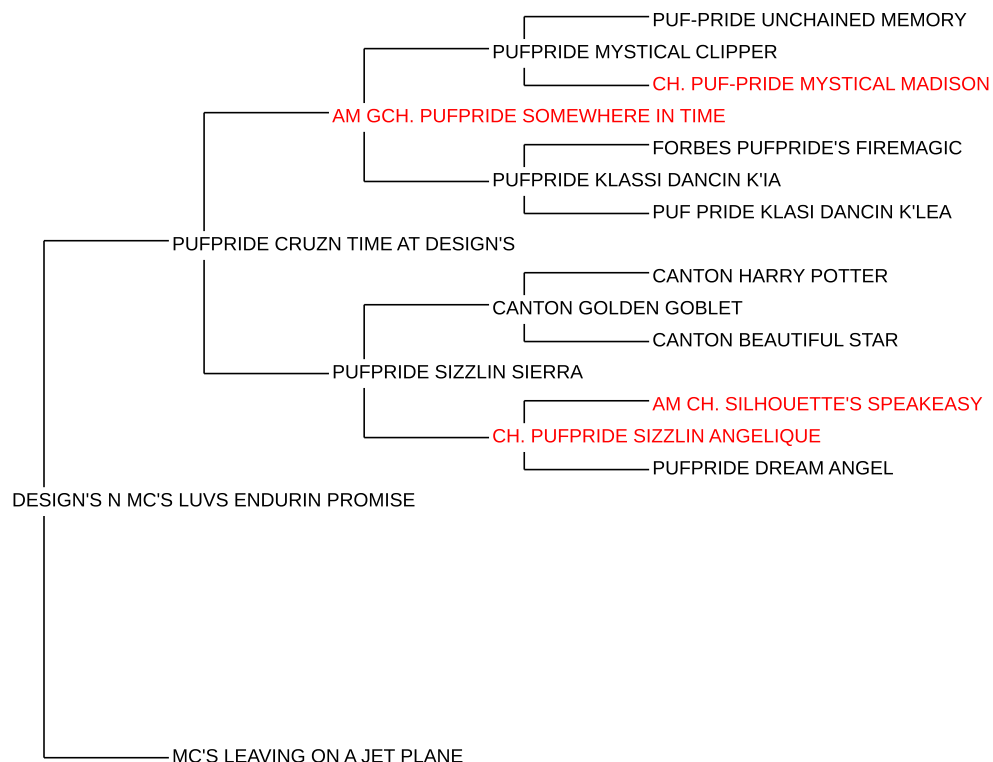 PUF-PRIDE UNCHAINED MEMORY
PUFPRIDE MYSTICAL CLIPPER
CH. PUF-PRIDE MYSTICAL MADISON
AM GCH. PUFPRIDE SOMEWHERE IN TIME
FORBES PUFPRIDE'S FIREMAGIC
PUFPRIDE KLASSI DANCIN K'IA
PUF PRIDE KLASI DANCIN K'LEA
PUFPRIDE CRUZN TIME AT DESIGN'S
CANTON HARRY POTTER
CANTON GOLDEN GOBLET
CANTON BEAUTIFUL STAR
PUFPRIDE SIZZLIN SIERRA
AM CH. SILHOUETTE'S SPEAKEASY
CH. PUFPRIDE SIZZLIN ANGELIQUE
PUFPRIDE DREAM ANGEL
DESIGN'S N MC'S LUVS ENDURIN PROMISE
MC'S LEAVING ON A JET PLANE